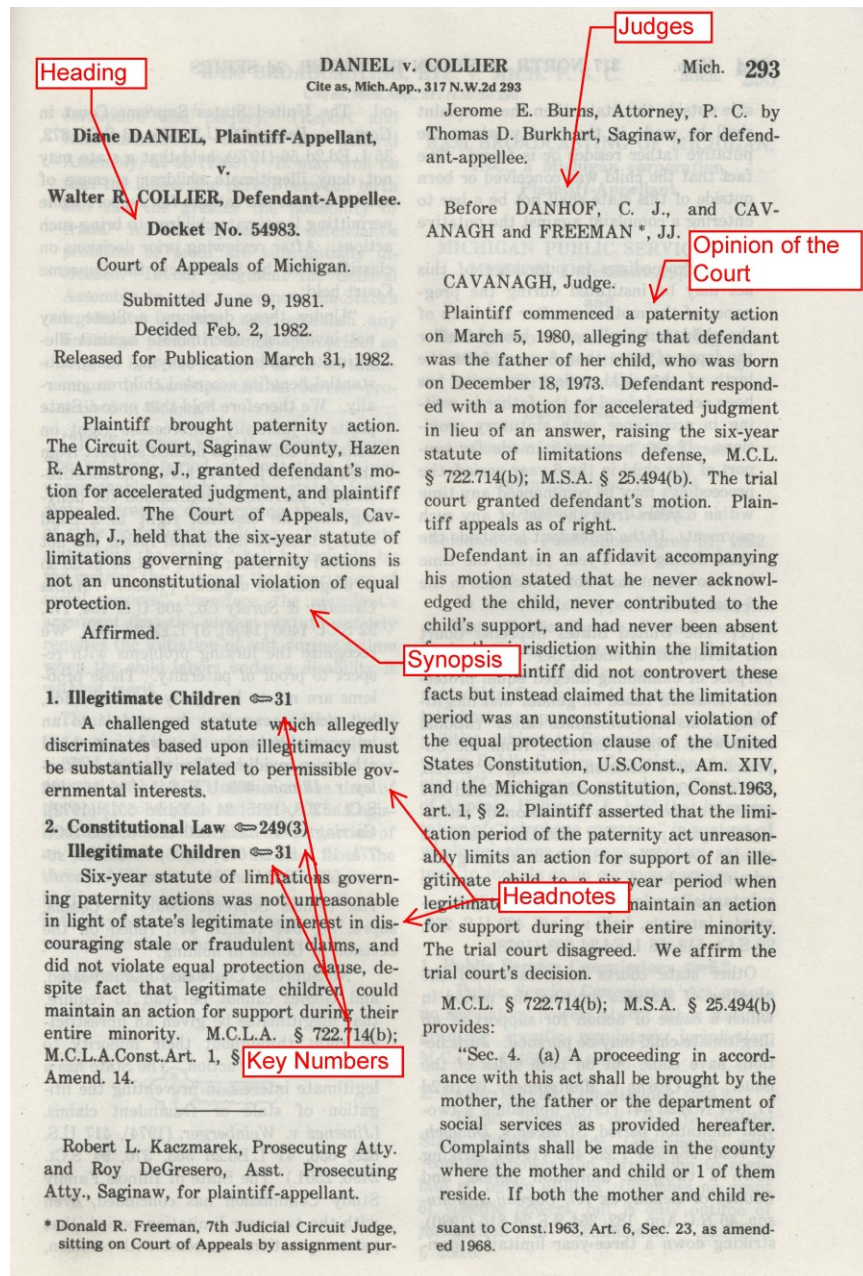 DANIEL v. COLLIER
Cite as, Mich.App., 317 N.W.2d 293
Mich. 293
Heading
Judges
Diane DANIEL, Plaintiff-Appellant,
v.
Walter R. COLLIER, Defendant-Appellee.
Docket No. 54983.
Court of Appeals of Michigan.
Submitted June 9, 1981.
Decided Feb. 2, 1982.
Released for Publication March 31, 1982.
Plaintiff brought paternity action.
The Circuit Court, Saginaw County, Hazen
R. Armstrong, J., granted defendant's mo-
tion for accelerated judgment, and plaintiff
appealed. The Court of Appeals, Cav-
anagh, J., held that the six-year statute of
limitations governing paternity actions is
not an unconstitutional violation of equal
protection.
Affirmed.
Synopsis
1. Illegitimate Children 31
A challenged statute which allegedly
discriminates based upon illegitimacy must
be substantially related to permissible gov-
ernmental interests.
2. Constitutional Law 249(3)
Illegitimate Children 31
Six-year statute of limitations govern-
ing paternity actions was not unreasonable
in light of state's legitimate interest in dis-
couraging stale or fraudulent claims, and
did not violate equal protection clause, de-
spite fact that legitimate children could
maintain an action for support during their
entire minority. M.C.L.A. § 722.714(b);
M.C.L.A.Const.Art. 1, §
Amend. 14.
Key Numbers
Headnotes
Robert L. Kaczmarek, Prosecuting Atty.
and Roy DeGresero, Asst. Prosecuting
Atty., Saginaw, for plaintiff-appellant.
* Donald R. Freeman, 7th Judicial Circuit Judge,
sitting on Court of Appeals by assignment pur-
Jerome E. Burns, Attorney, P. C. by
Thomas D. Burkhart, Saginaw, for defend-
ant-appellee.
Before DANHOF, C. J., and CAV-
ANAGH and FREEMAN *, JJ.
Opinion of the
Court
CAVANAGH, Judge.
Plaintiff commenced a paternity action
on March 5, 1980, alleging that defendant
was the father of her child, who was born
on December 18, 1973. Defendant respond-
ed with a motion for accelerated judgment
in lieu of an answer, raising the six-year
statute of limitations defense, M.C.L.
§ 722.714(b); M.S.A. § 25.494(b). The trial
court granted defendant's motion. Plain-
tiff appeals as of right.
Defendant in an affidavit accompanying
his motion stated that he never acknowl-
edged the child, never contributed to the
child's support, and had never been absent
jurisdiction within the limitation
did not controvert these
facts but instead claimed that the limitation
period was an unconstitutional violation of
the equal protection clause of the United
States Constitution, U.S.Const., Am. XIV,
and the Michigan Constitution, Const.1963,
art. 1, § 2. Plaintiff asserted that the limi-
tation period of the paternity act unreason-
ably limits an action for support of an ille-
gitimate child to a six-year period when
legitimate maintain an action
for support during their entire minority.
The trial court disagreed. We affirm the
trial court's decision.
M.C.L. § 722.714(b); M.S.A. § 25.494(b)
provides:
"Sec. 4. (a) A proceeding in accord-
ance with this act shall be brought by the
mother, the father or the department of
social services as provided hereafter.
Complaints shall be made in the county
where the mother and child or 1 of them
reside. If both the mother and child re-
suant to Const.1963, Art. 6, Sec. 23, as amend-
ed 1968.